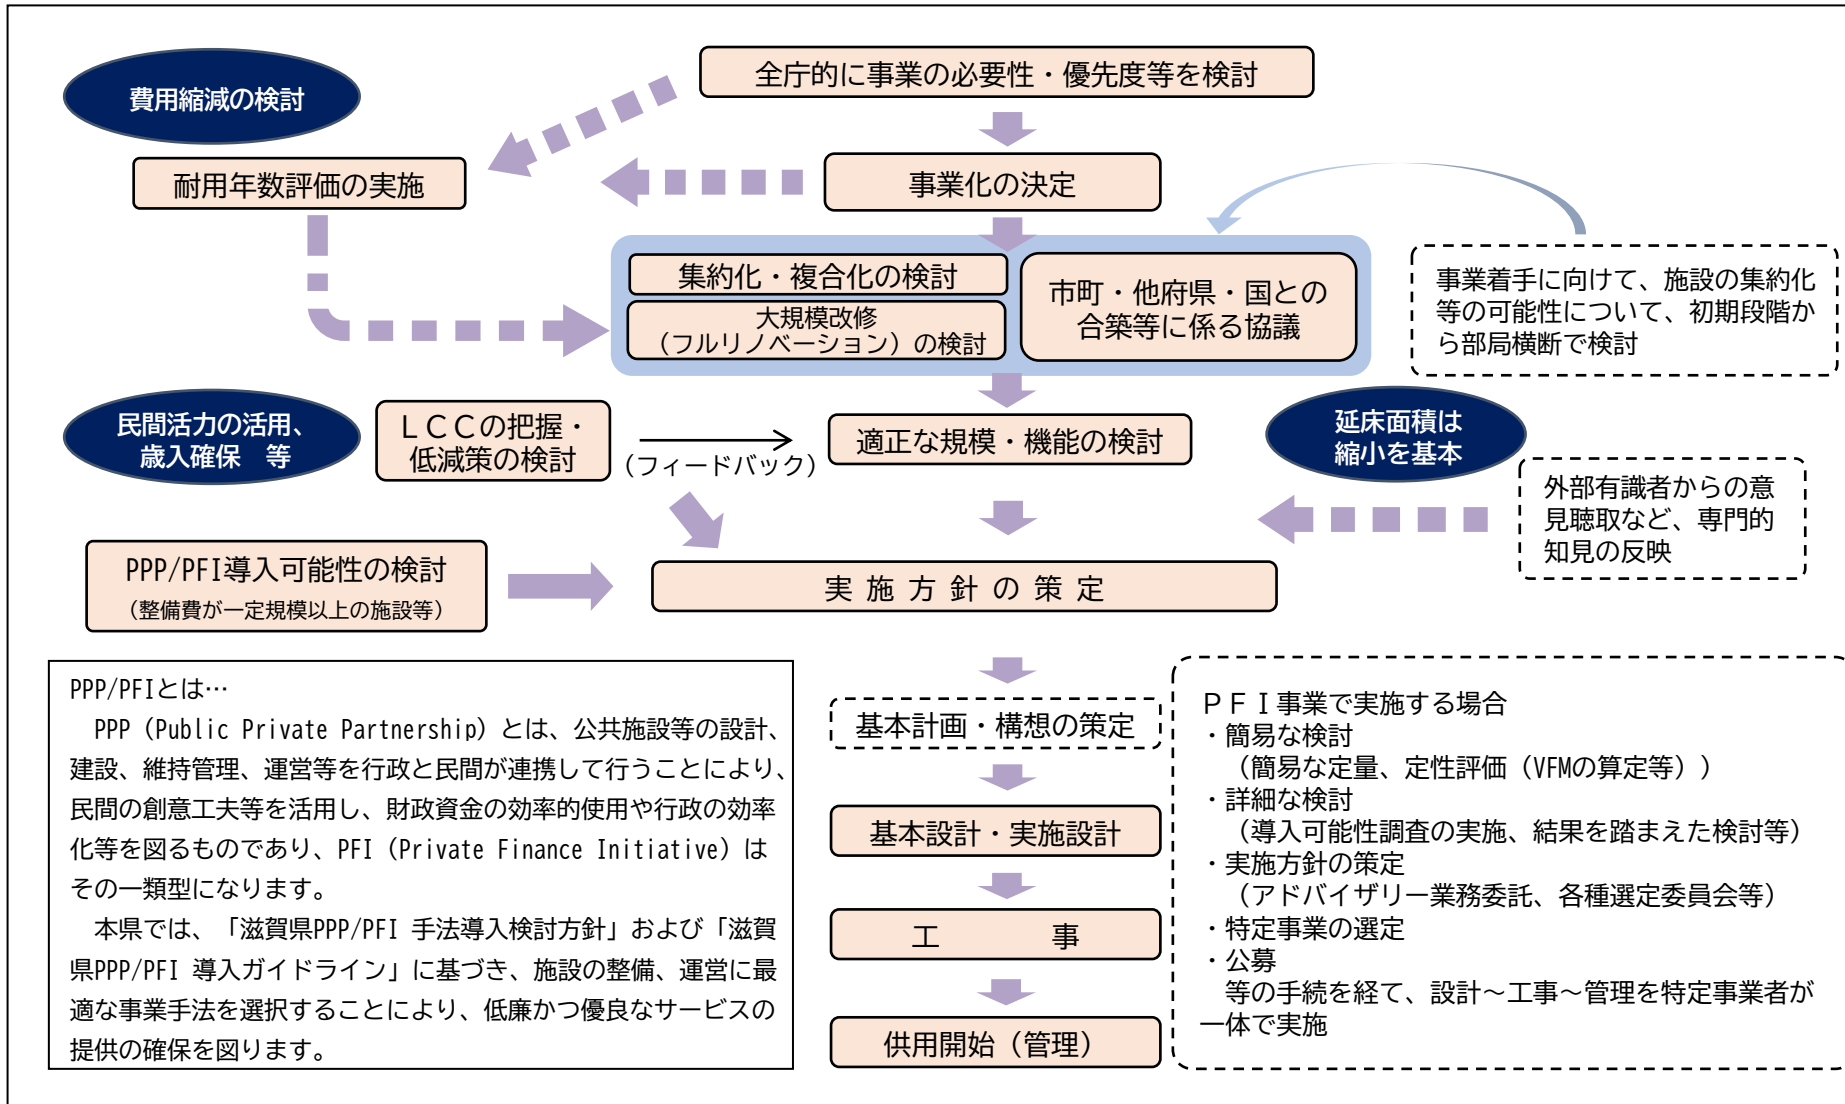 全庁的に事業の必要性・優先度等を検討
費用縮減の検討
耐用年数評価の実施
事業化の決定
集約化・複合化の検討
大規模改修
(フルリノベーション)の検討
市町・他府県・国との
合築等に係る協議
事業着手に向けて、施設の集約化
等の可能性について、初期段階か
ら部局横断で検討
民間活力の活用、
歳入確保　等
ＬＣＣの把握・
低減策の検討
(フィードバック)
適正な規模・機能の検討
延床面積は
縮小を基本
外部有識者からの意
見聴取など、専門的
知見の反映
PPP/PFI導入可能性の検討
(整備費が一定規模以上の施設等)
実 施 方 針 の 策 定
PPP/PFIとは…
PPP（Public Private Partnership）とは、公共施設等の設計、
建設、維持管理、運営等を行政と民間が連携して行うことにより、
民間の創意工夫等を活用し、財政資金の効率的使用や行政の効率
化等を図るものであり、PFI（Private Finance Initiative）は
その一類型になります。
本県では、「滋賀県PPP/PFI 手法導入検討方針」および「滋賀
県PPP/PFI 導入ガイドライン」に基づき、施設の整備、運営に最
適な事業手法を選択することにより、低廉かつ優良なサービスの
提供の確保を図ります。
基本計画・構想の策定
基本設計・実施設計
工　　　　事
供用開始（管理）
ＰＦＩ事業で実施する場合
・簡易な検討
（簡易な定量、定性評価（VFMの算定等））
・詳細な検討
（導入可能性調査の実施、結果を踏まえた検討等）
・実施方針の策定
（アドバイザリー業務委託、各種選定委員会等）
・特定事業の選定
・公募
等の手続を経て、設計～工事～管理を特定事業者が
一体で実施